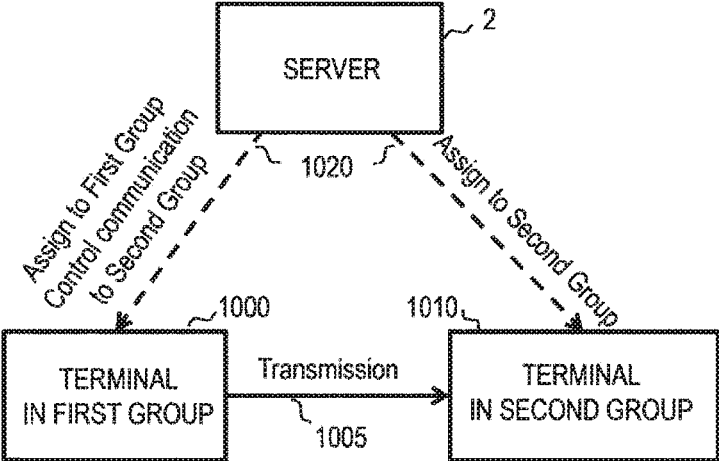 2
SERVER
Assign to First Group
Control communication
to Second Group
1020
Assign to Second Group
1000
1010
TERMINAL
IN FIRST GROUP
Transmission
1005
TERMINAL
IN SECOND GROUP